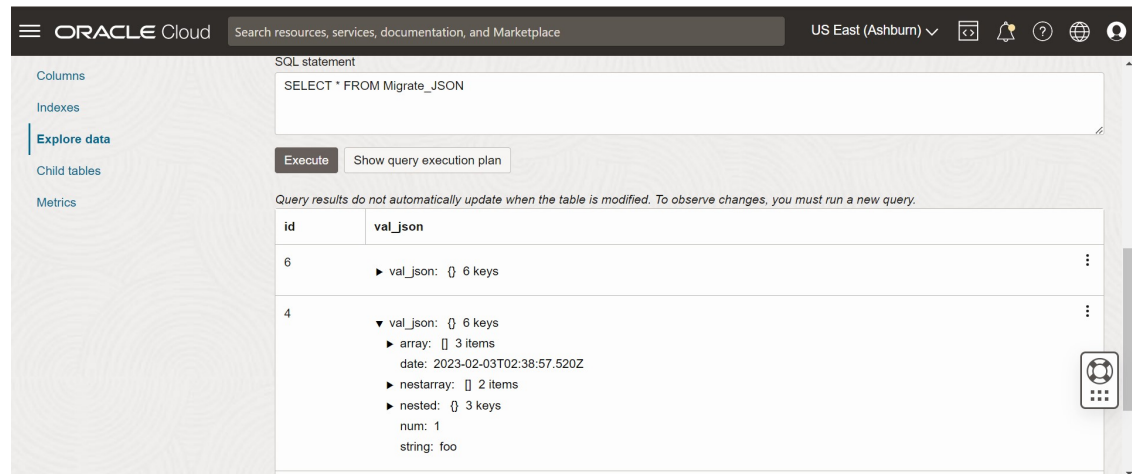 ORACLE Cloud
Search resources, services, documentation, and Marketplace
US East (Ashburn)
Columns
Indexes
Explore data
Child tables
Metrics
SQL statement
SELECT * FROM Migrate_JSON
Execute
Show query execution plan
Query results do not automatically update when the table is modified. To observe changes, you must run a new query.
id val_json
6
val_json: {} 6 keys
4
val_json: {} 6 keys
array: [] 3 items
date: 2023-02-03T02:38:57.520Z
nestarray: [] 2 items
nested: {} 3 keys
num: 1
string: foo